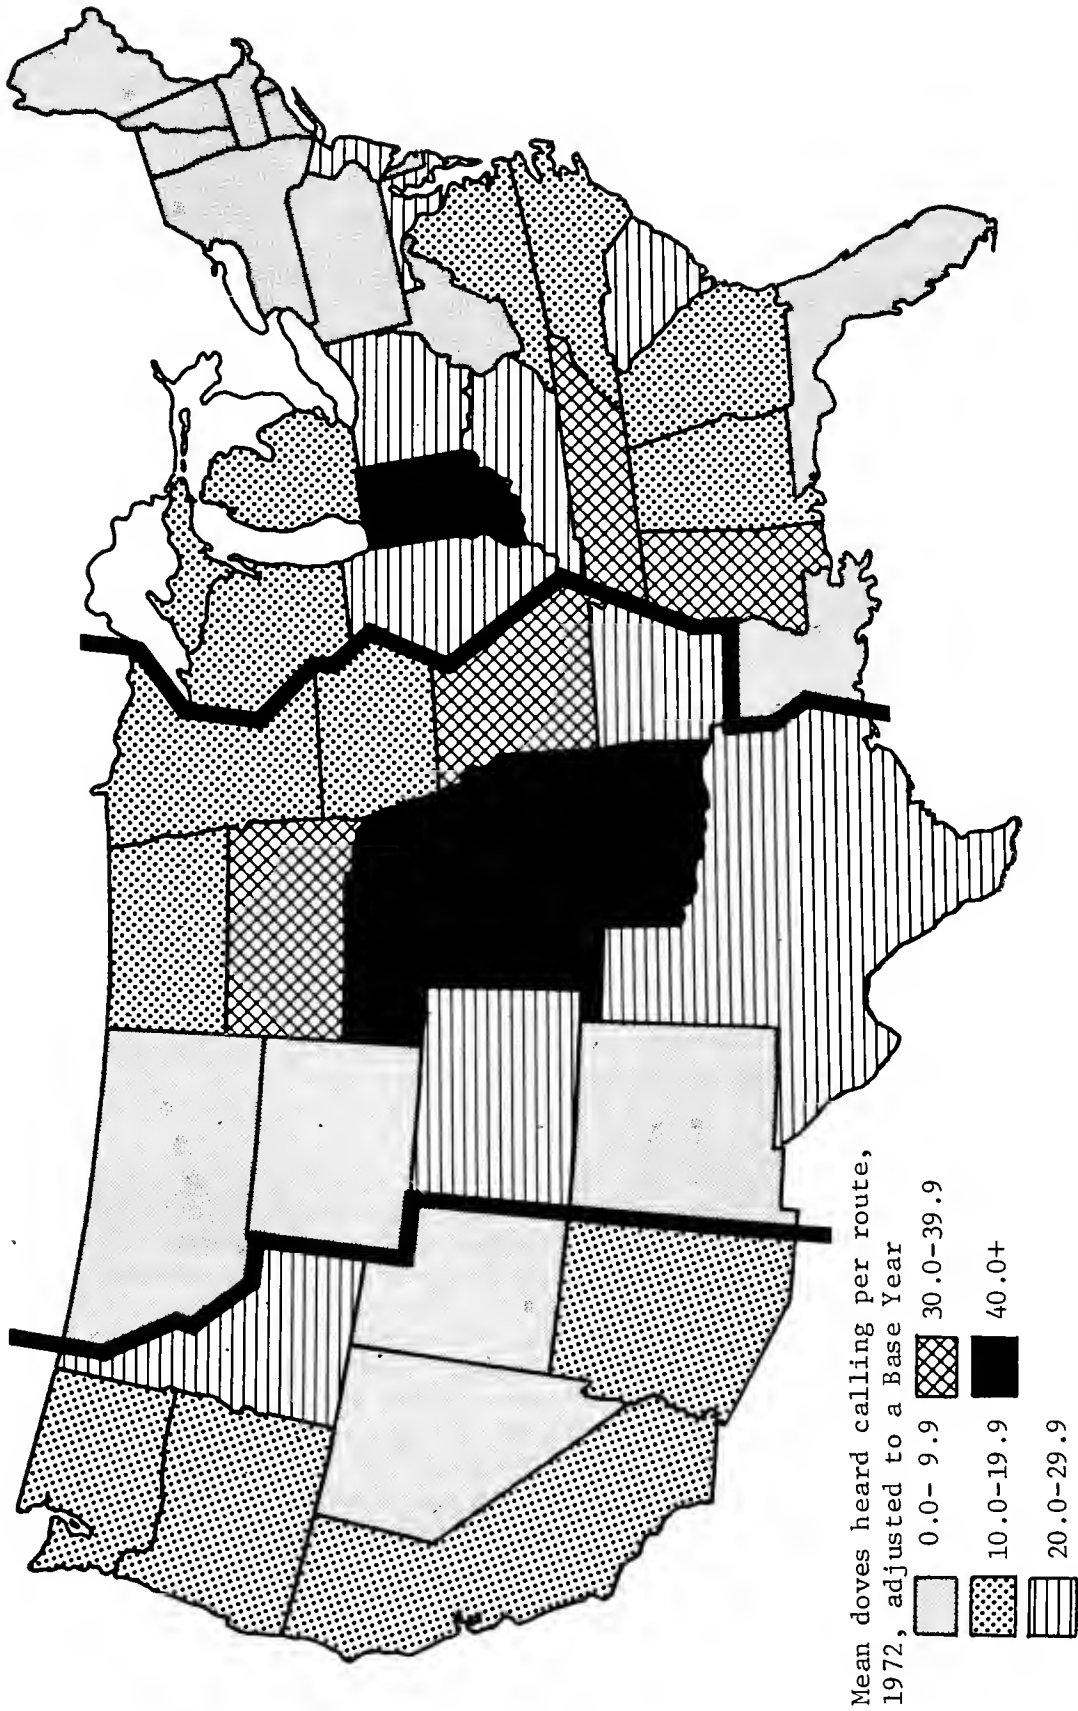 Mean doves heard calling per route,
1972, adjusted to a Base Year
0.0- 9.9
30.0-39.9
10.0-19.9
40.0+
20.0-29.9